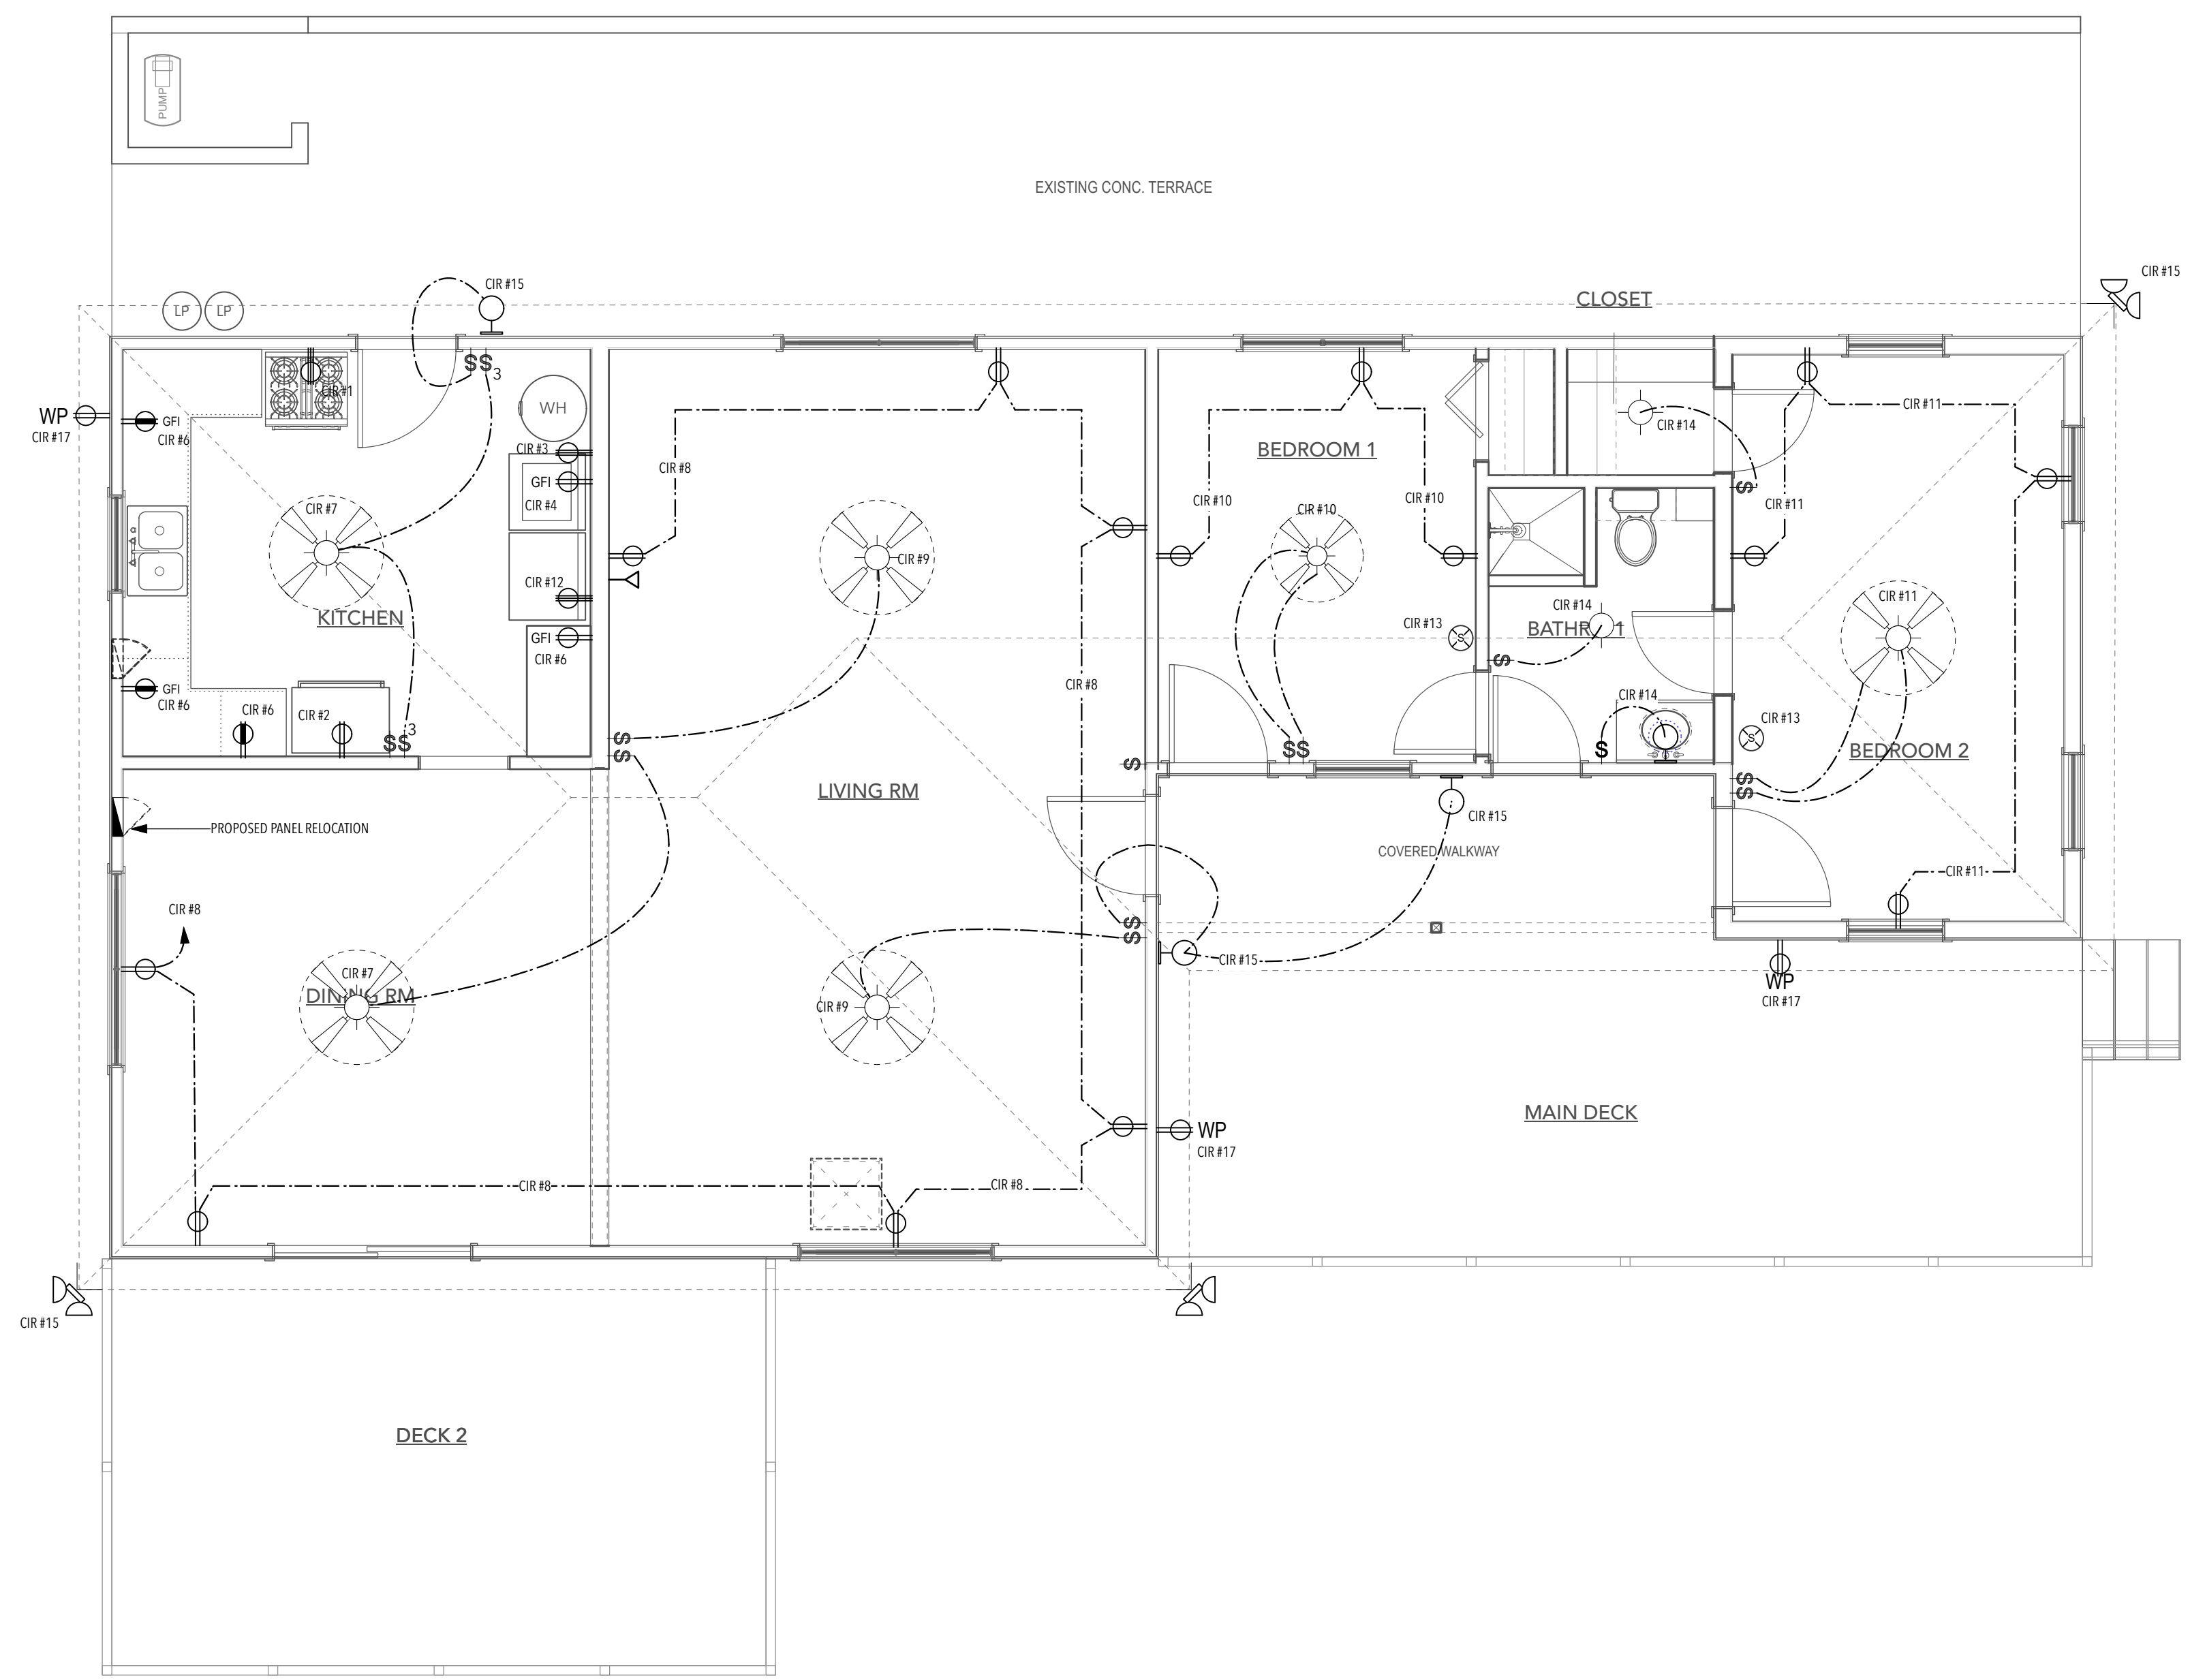 PUMP
EXISTING CONC. TERRACE
CIR #15
CIR #15
CLOSET
LP
LP
$$
3
CIR #1
WH
WP
CIR #17
GFI
CIR #6
CIR #3
GFI
CIR #4
CIR #8
BEDROOM 1
CIR #14
CIR #11
CIR #10
CIR #10
CIR #10
$
CIR #11
CIR #7
CIR #9
CIR #12
KITCHEN
GFI
CIR #6
CIR #14
CIR #13
S
BATHR 1
$
CIR #11
GFI
CIR #6
CIR #6
CIR #2
3
$$
CIR #8
CIR #14
CIR #13
S
$
$
$
$$
$
BEDROOM 2
$
$
LIVING RM
PROPOSED PANEL RELOCATION
CIR #15
COVERED WALKWAY
CIR #11
CIR #8
$
$
CIR #15
CIR #7
DINING RM
CIR #9
WP
CIR #17
MAIN DECK
WP
CIR #17
CIR #8
CIR #8
CIR #15
DECK 2